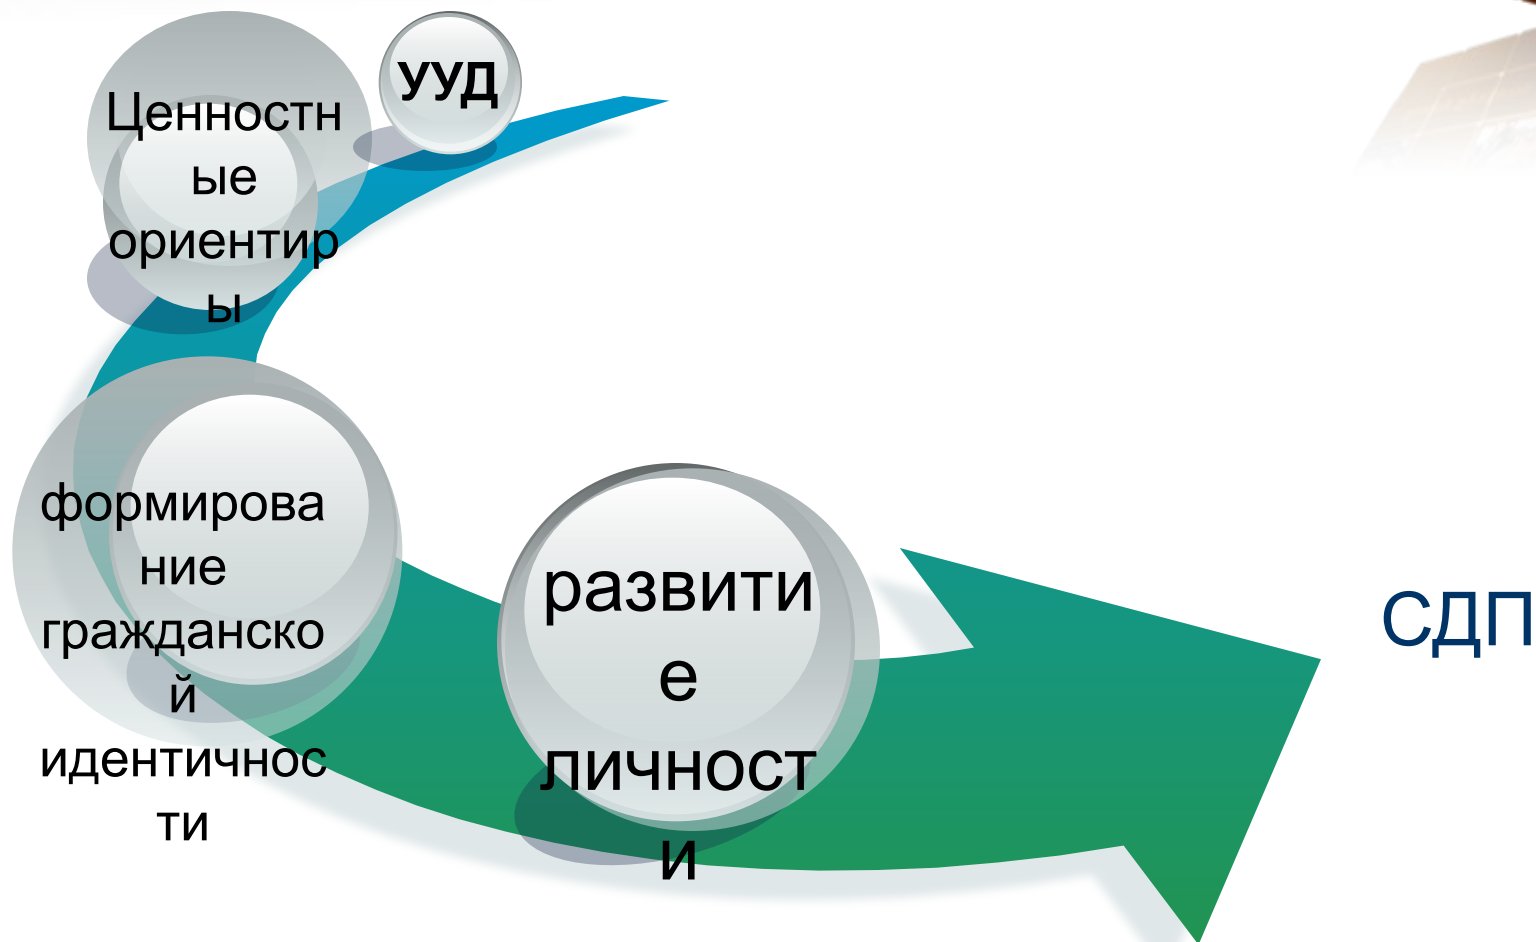 УУД
Ценностн
ые
ориентир
ы
формирова
ние
гражданско
й
идентичнос
ти
развити
е
личност
и
СДП